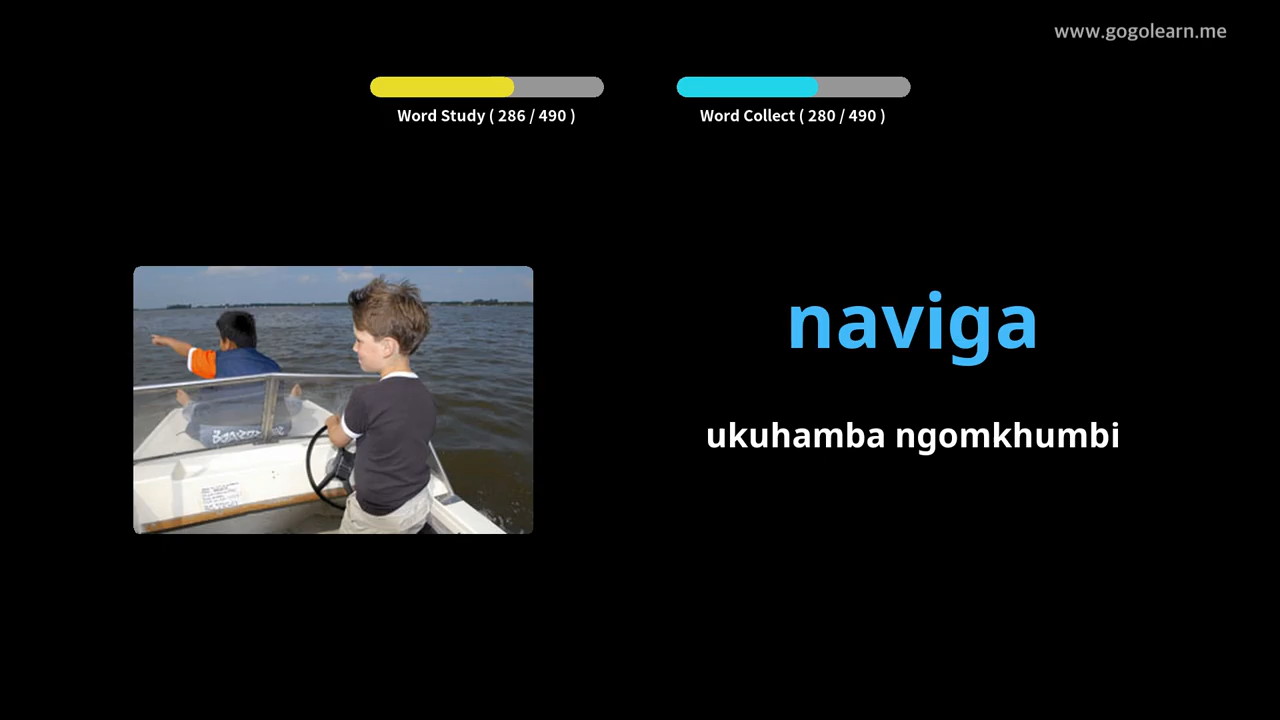 www.gogolearn.me
Word Study ( 286 / 490 )
Word Collect ( 280 / 490 )
naviga
ukuhamba ngomkhumbi